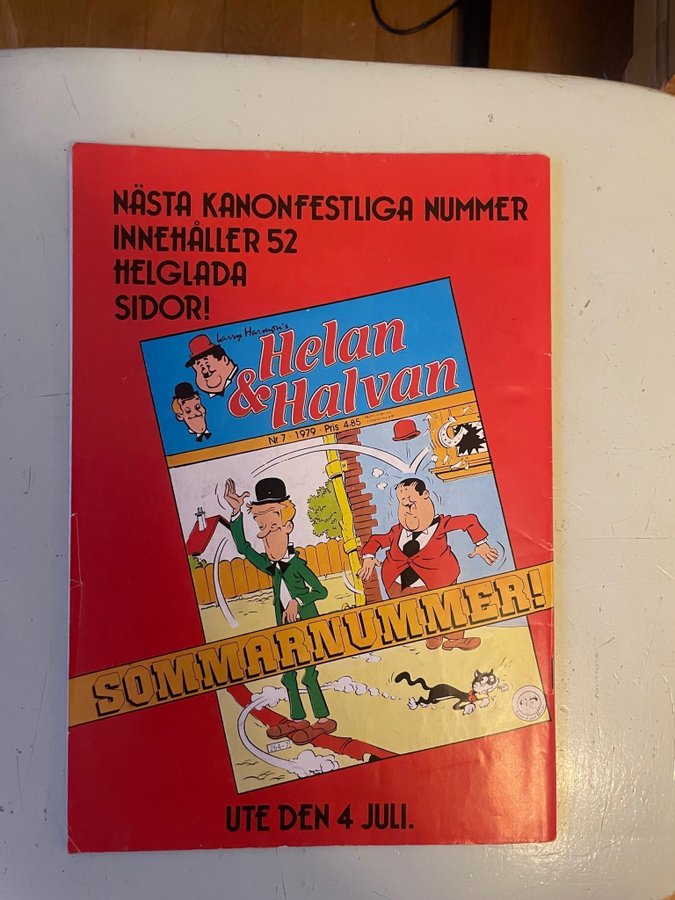 NÄSTA KANONFESTLIGA NUMMER
INNEHÅLLER 52
HELGLADA
SIDOR!
Larry Harmon's
Helan
& Halvan
Nr 7 · 1979 · Pris 4.85
SOMMARNUMMER!
UTE DEN 4 JULI.